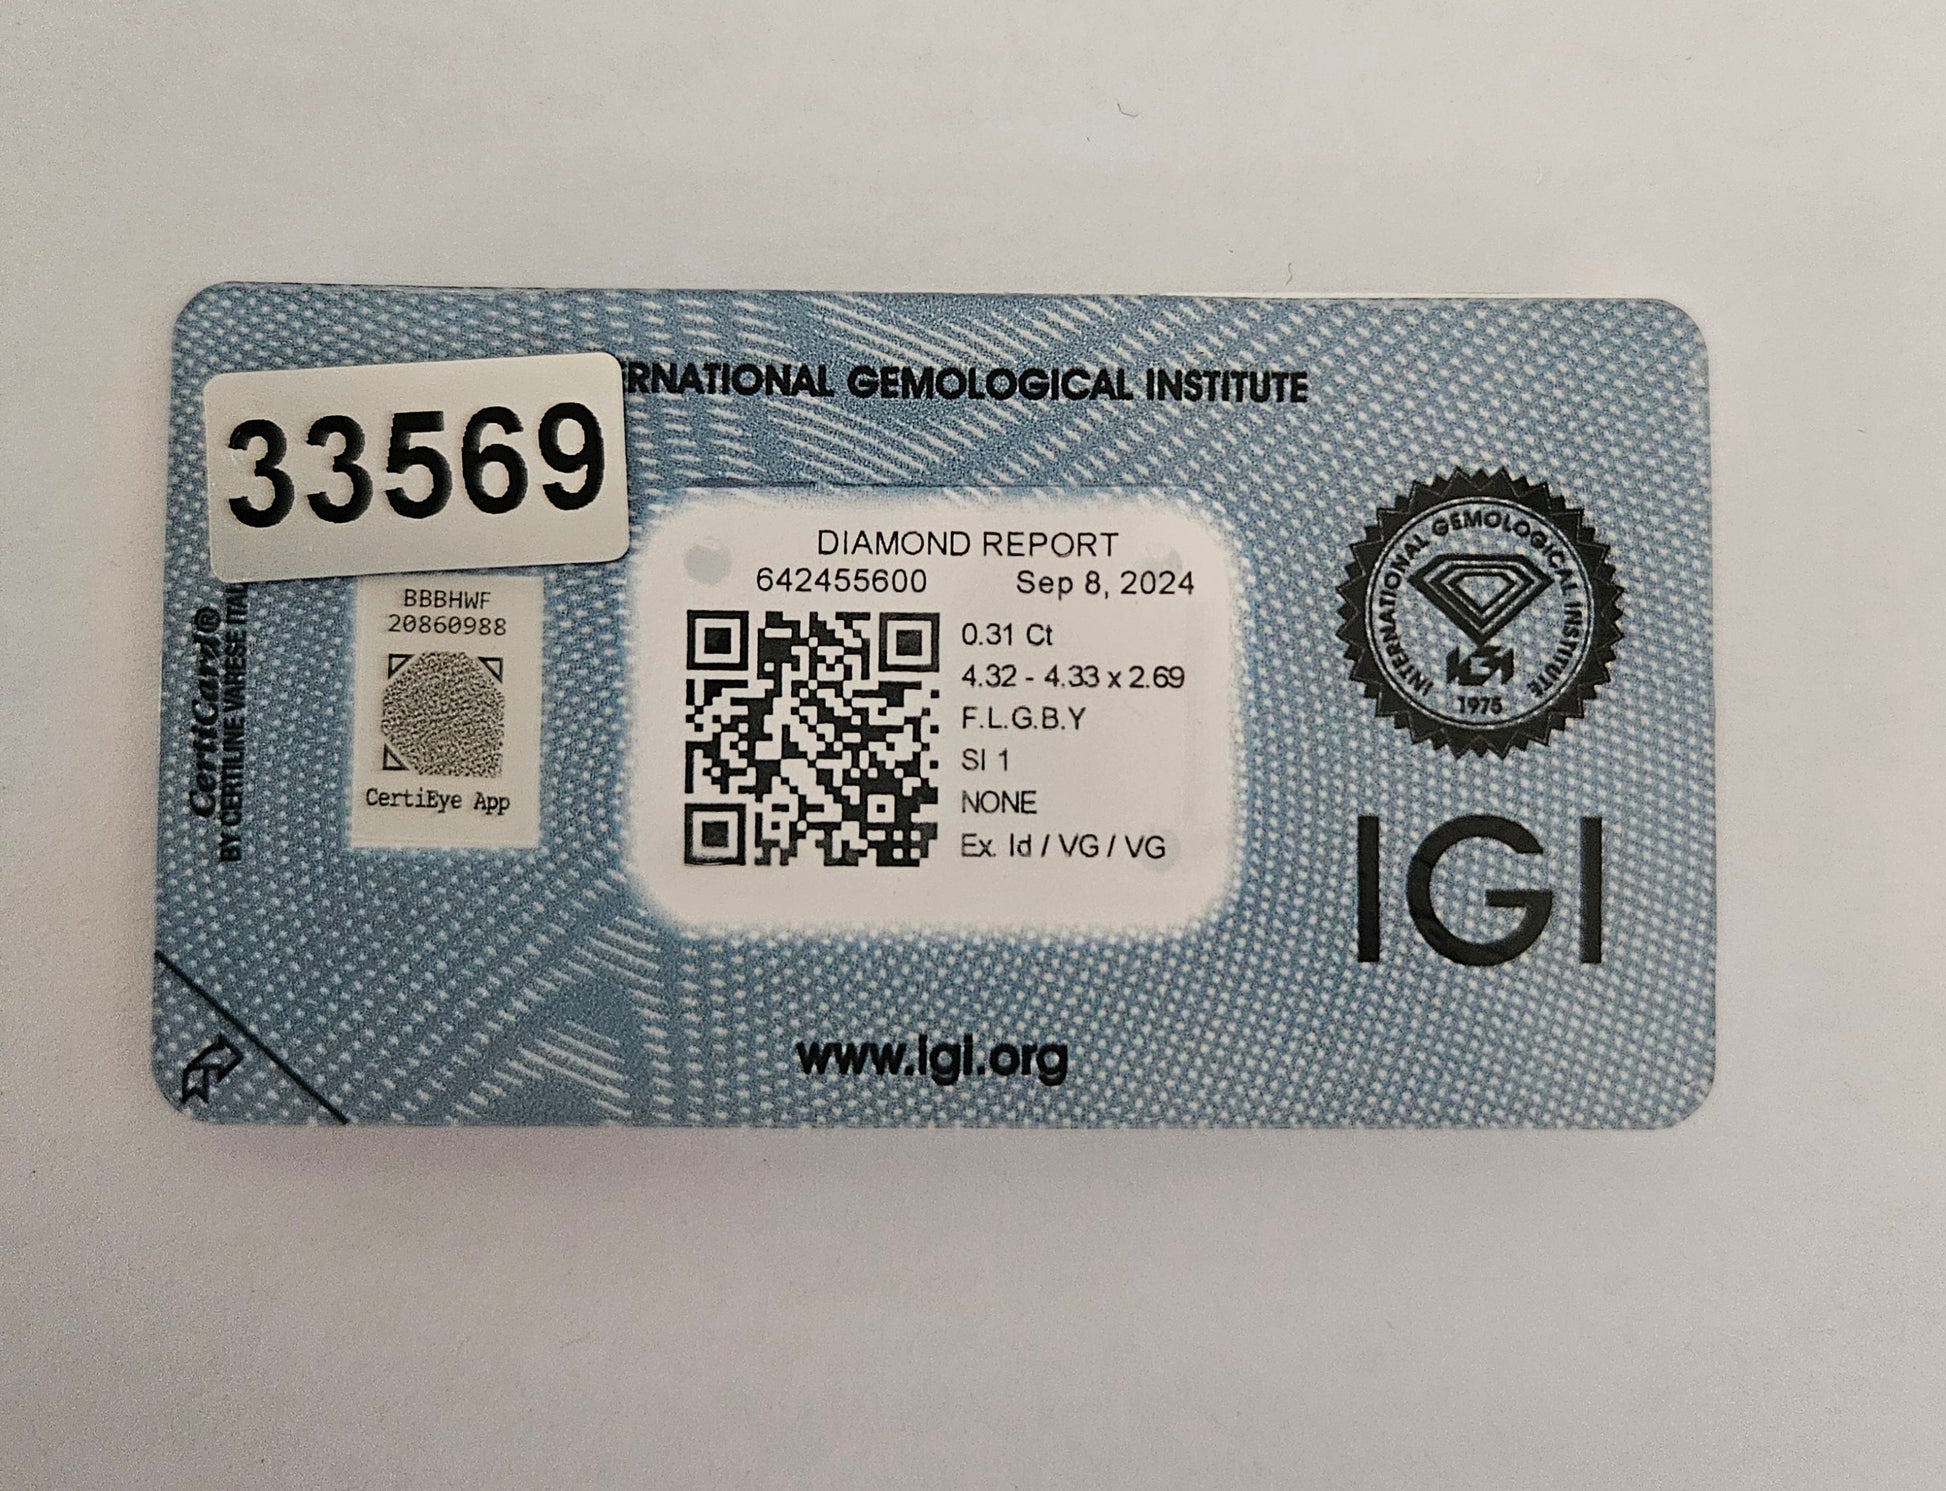 RNATIONAL GEMOLOGICAL INSTITUTE
33569
DIAMOND REPORT
642455600 Sep 8, 2024
0.31 Ct
4.32 - 4.33 x 2.69
F.L.G.B.Y
SI 1
NONE
Ex. Id / VG / VG
BBBHWF
20860988
CertiEye App
CertiCard®
BY CERTILINE VARESE ITAL
INTERNATIONAL GEMOLOGICAL INSTITUTE
IGI
1975
IGI
www.igi.org